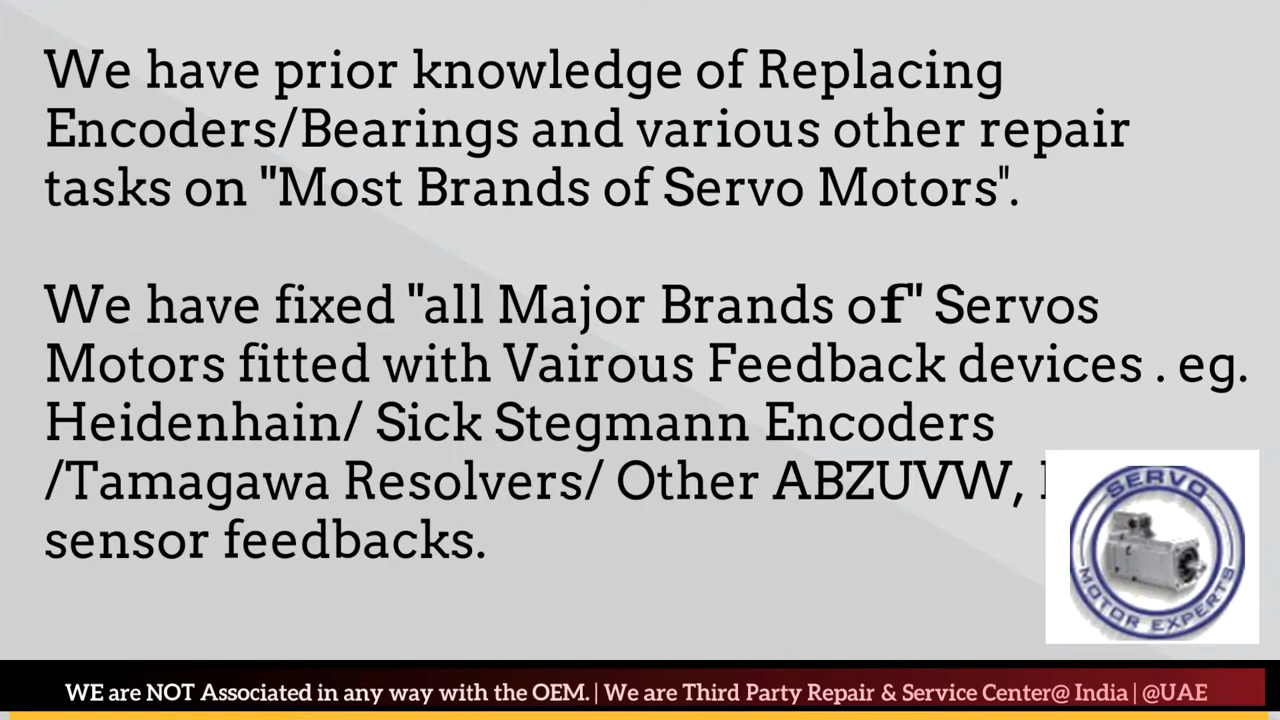 We have prior knowledge of Replacing
Encoders/Bearings and various other repair
tasks on "Most Brands of Servo Motors".
We have fixed "all Major Brands of" Servos
Motors fitted with Vairous Feedback devices . eg.
Heidenhain/ Sick Stegmann Encoders
/Tamagawa Resolvers/ Other ABZUVW,
sensor feedbacks.
SERVO
MOTOR EXPERTS
WE are NOT Associated in any way with the OEM. | We are Third Party Repair & Service Center@ India | @UAE